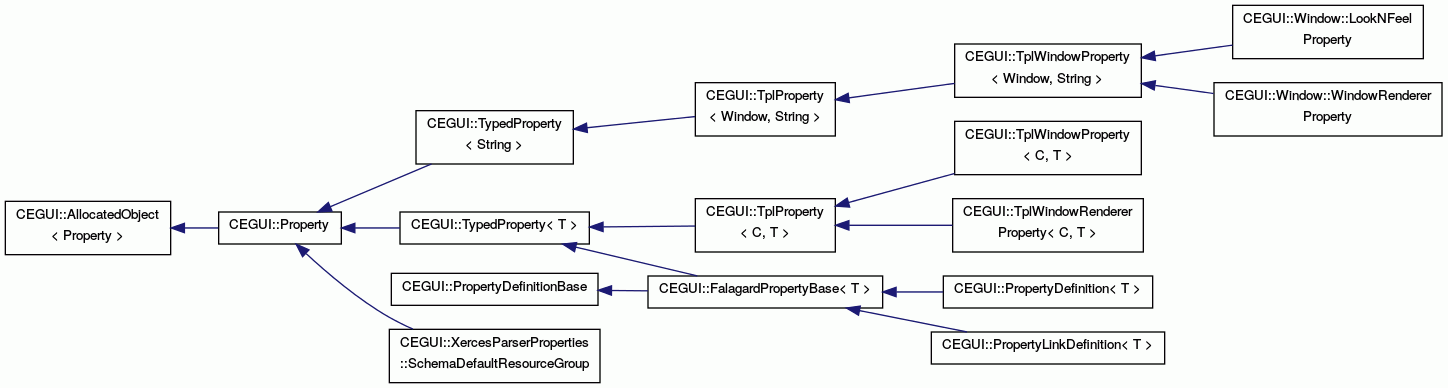 CEGUI::Window::LookNFeel
Property
CEGUI::TplWindowProperty
< Window, String >
CEGUI::TplProperty
< Window, String >
CEGUI::Window::WindowRenderer
Property
CEGUI::TypedProperty
< String >
CEGUI::TplWindowProperty
< C, T >
CEGUI::AllocatedObject
< Property >
CEGUI::Property
CEGUI::TypedProperty< T >
CEGUI::TplProperty
< C, T >
CEGUI::TplWindowRenderer
Property< C, T >
CEGUI::PropertyDefinitionBase
CEGUI::FalagardPropertyBase< T >
CEGUI::PropertyDefinition< T >
CEGUI::XercesParserProperties
::SchemaDefaultResourceGroup
CEGUI::PropertyLinkDefinition< T >